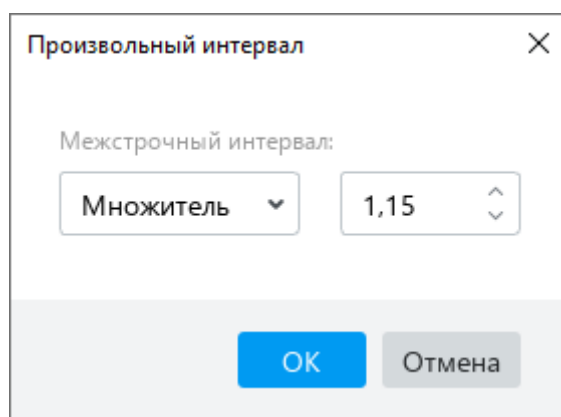 Произвольный интервал
Межстрочный интервал:
Множитель 1,15
ОК Отмена